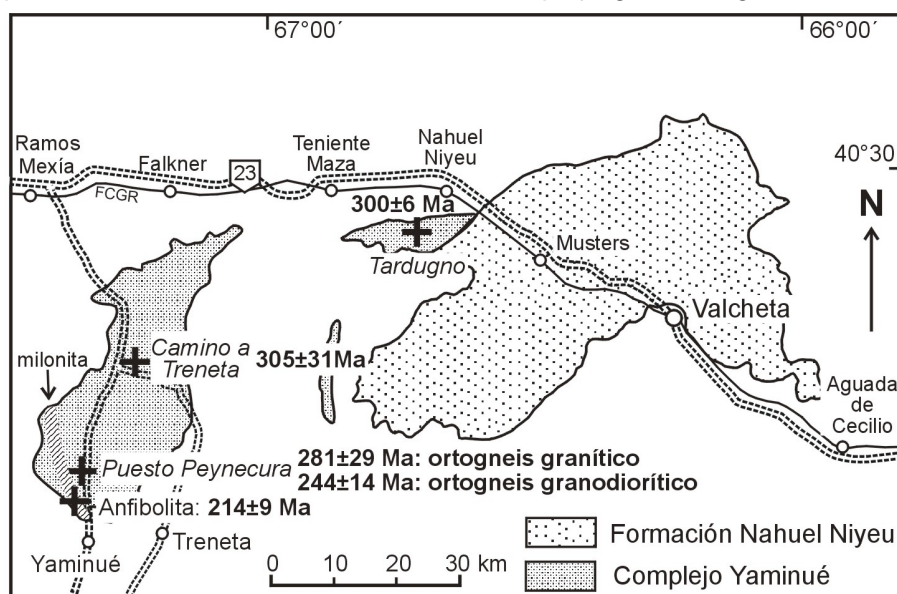 67°00´
66°00´
Ramos
Mexía
Falkner
23
Teniente
Maza
Nahuel
Niyeu
40°30
FCGR
300±6 Ma
N
Tardugno
Musters
Valcheta
milonita
Camino a
Treneta
305±31Ma
Aguada
de
Cecilio
Puesto Peynecura
281±29 Ma: ortogneis granítico
244±14 Ma: ortogneis granodiorítico
Anfibolita: 214±9 Ma
Yaminué
Treneta
0 10 20 30 km
Formación Nahuel Niyeu
Complejo Yaminué